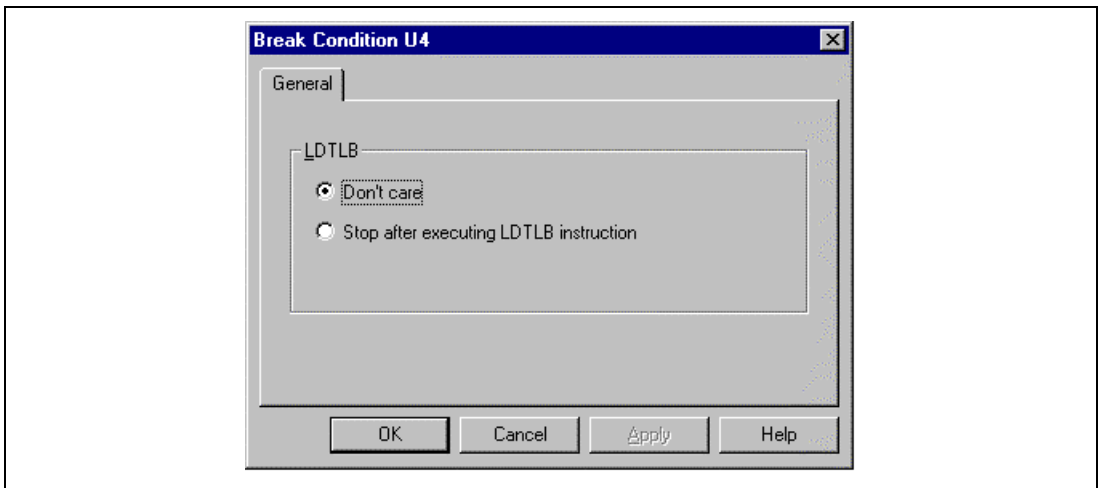 Break Condition U4
General
LDTLB
Don't care
Stop after executing LDTLB instruction
OK Cancel Apply Help